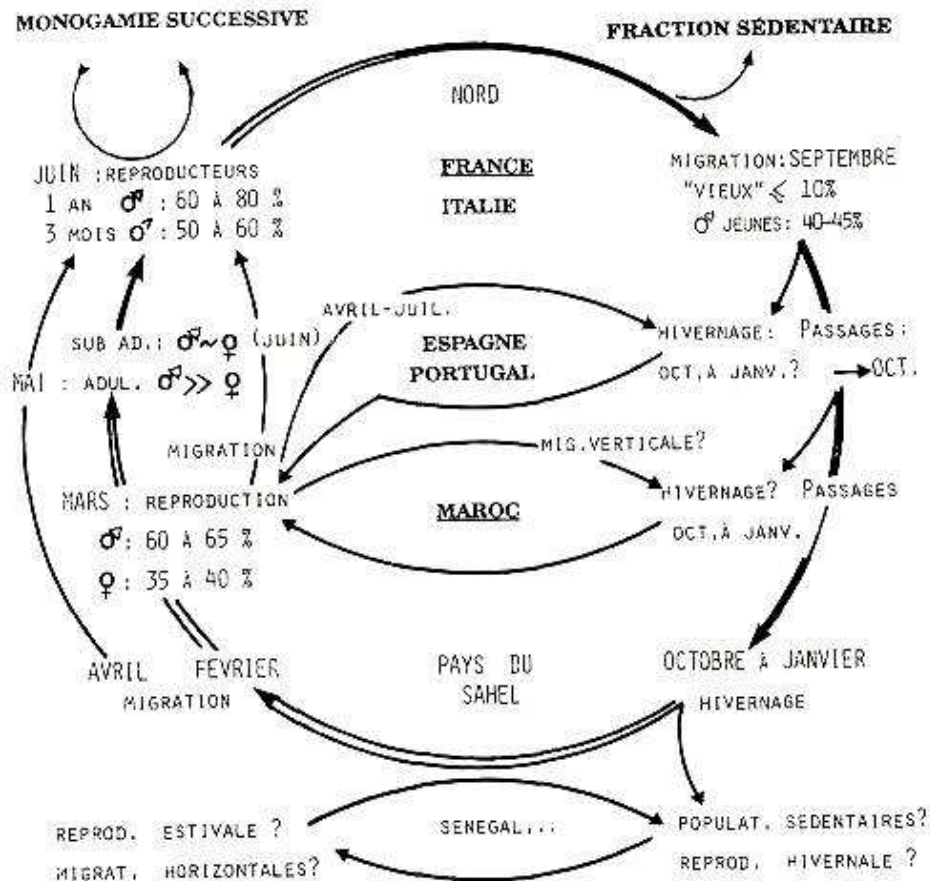 MONOGAMIE SUCCESSIVE
FRACTION SÉDENTAIRE
NORD
JUIN : REPRODUCTEURS
1 AN ♂ : 60 À 80 %
3 MOIS ♂ : 50 À 60 %
FRANCE
ITALIE
MIGRATION: SEPTEMBRE
"VIEUX" ⩽ 10%
♂ JEUNES: 40-45%
AVRIL-JUIL.
SUB AD.: ♂~♀ (JUIN)
MAI : ADUL. ♂>> ♀
ESPAGNE
PORTUGAL
HIVERNAGE: PASSAGES:
OCT. À JANV.? → OCT.
MIGRATION
MIG.VERTICALE?
MARS : REPRODUCTION
♂: 60 À 65 %
♀ : 35 À 40 %
MAROC
HIVERNAGE? PASSAGES
OCT. À JANV.
AVRIL FEVRIER
MIGRATION
PAYS DU
SAHEL
OCTOBRE À JANVIER
HIVERNAGE
REPROD. ESTIVALE ?
MIGRAT. HORIZONTALES?
SENEGAL...
POPULAT. SEDENTAIRES?
REPROD. HIVERNALE ?